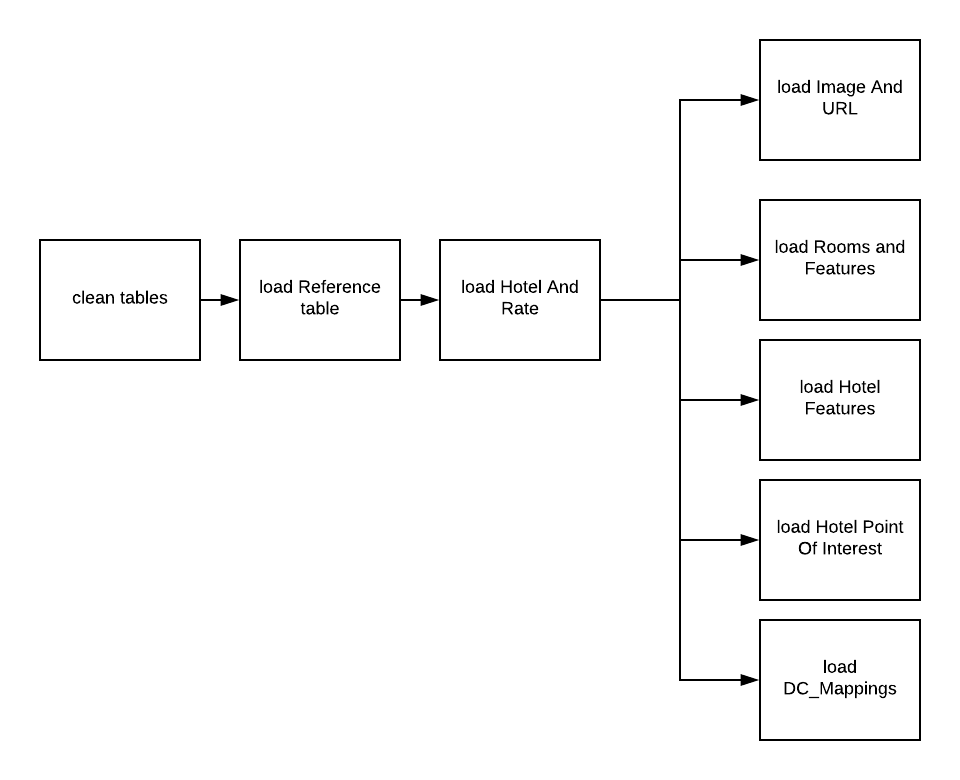 clean tables
load Reference
table
load Hotel And
Rate
load Image And
URL
load Rooms and
Features
load Hotel
Features
load Hotel Point
Of Interest
load
DC_Mappings